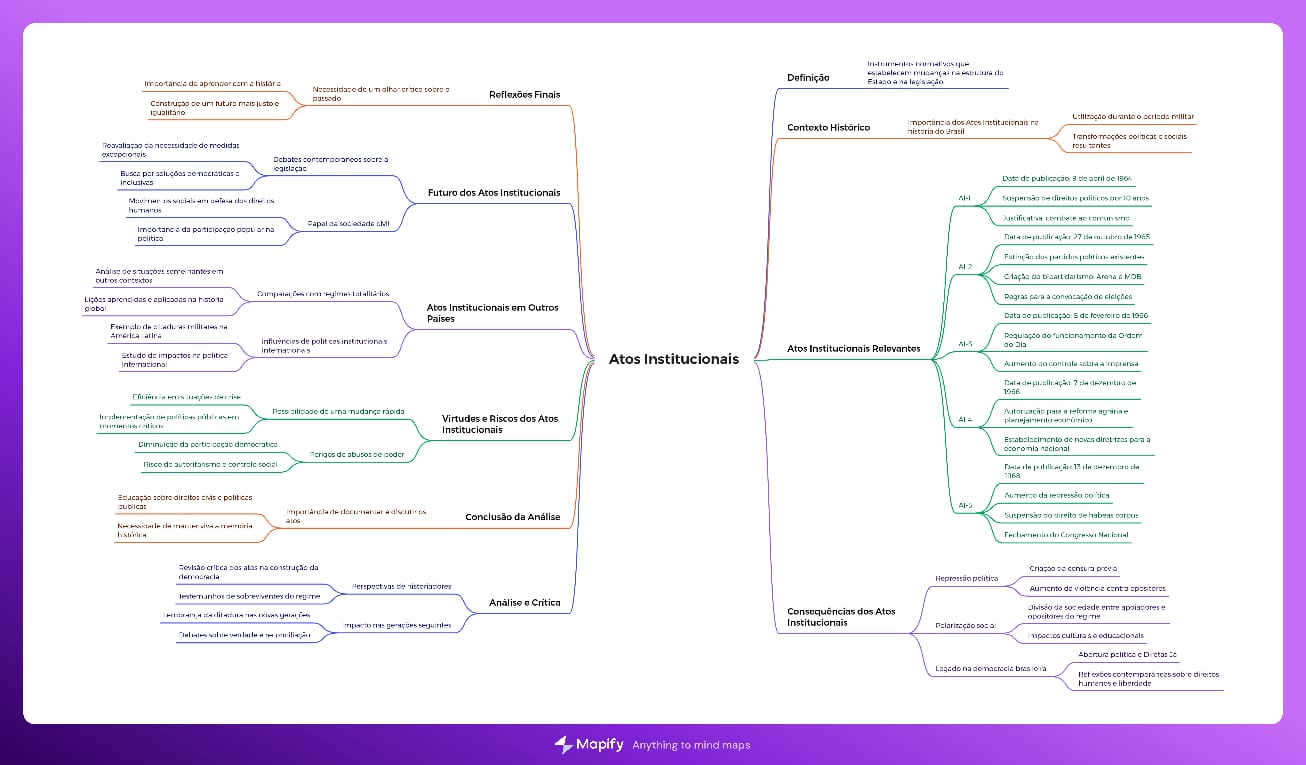 Atos Institucionais
Definição
Instrumentos normativos que
estabelecem mudanças na estrutura do
Estado e na legislação
Contexto Histórico
Importância dos Atos Institucionais na
história do Brasil
Utilização durante o período militar
Transformações políticas e sociais
resultantes
Atos Institucionais Relevantes
AI-1
Data de publicação: 9 de abril de 1964
Suspensão de direitos políticos por 10 anos
Justificativa: combate ao comunismo
AI-2
Data de publicação: 27 de outubro de 1965
Extinção dos partidos políticos existentes
Criação do bipartidarismo: Arena e MDB
Regras para a convocação de eleições
AI-3
Data de publicação: 5 de fevereiro de 1966
Regulação do funcionamento da Ordem
do Dia
Aumento do controle sobre a imprensa
AI-4
Data de publicação: 7 de dezembro de
1966
Autorização para a reforma agrária e
planejamento econômico
Estabelecimento de novas diretrizes para a
economia nacional
AI-5
Data de publicação: 13 de dezembro de
1968
Aumento da repressão política
Suspensão do direito de habeas corpus
Fechamento do Congresso Nacional
Consequências dos Atos
Institucionais
Repressão política
Criação da censura prévia
Aumento da violência contra opositores
Polarização social
Divisão da sociedade entre apoiadores e
opositores do regime
Impactos culturais e educacionais
Legado na democracia brasileira
Abertura política e Diretas Já
Reflexões contemporâneas sobre direitos
humanos e liberdade
Reflexões Finais
Necessidade de um olhar crítico sobre o
passado
Importância de aprender com a história
Construção de um futuro mais justo e
igualitário.
Futuro dos Atos Institucionais
Debates contemporâneos sobre a
legislação
Reavaliação da necessidade de medidas
excepcionais
Busca por soluções democráticas e
inclusivas
Papel da sociedade civil
Movimentos sociais em defesa dos direitos
humanos
Importância da participação popular na
política.
Atos Institucionais em Outros
Países
Comparações com regimes totalitários
Análise de situações semelhantes em
outros contextos
Lições aprendidas e aplicadas na história
global
Influências de políticas institucionais
internacionais
Exemplo de ditaduras militares na
América Latina
Estudo de impactos na política
internacional
Virtudes e Riscos dos Atos
Institucionais
Possibilidade de uma mudança rápida
Eficiência em situações de crise
Implementação de políticas públicas em
momentos críticos
Perigos de abusos de poder
Diminuição da participação democrática
Risco de autoritarismo e controle social
Conclusão da Análise
Importância de documentar e discutir os
atos
Educação sobre direitos civis e políticas
públicas
Necessidade de manter viva a memória
histórica
Análise e Crítica
Perspectivas de historiadores
Revisão crítica dos atos na construção da
democracia
Testemunhos de sobreviventes do regime
Impacto nas gerações seguintes
Lembrança da ditadura nas novas gerações
Debates sobre verdade e reconciliação
Mapify Anything to mind maps